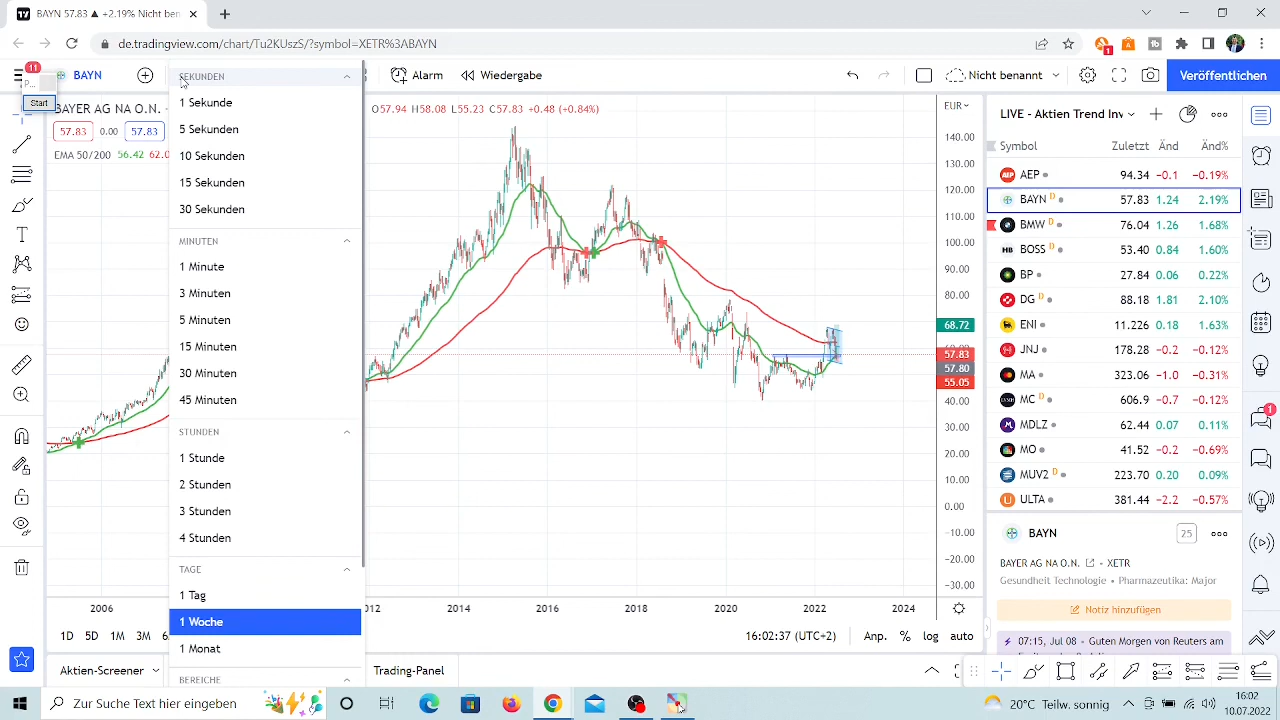 BAYN 57.83 ▲ +2.19% Nicht ben
de.tradingview.com/chart/Tu2KUszS/?symbol=XETR%3ABAYN
1
11
BAYN
Alarm
Wiedergabe
Nicht benannt
Veröffentlichen
P...
Start
BAYER AG NA O.N.
O57.94 H58.08 L55.23 C57.83 +0.48 (+0.84%)
57.83 0.00 57.83
EMA 50/200 56.42 62.0
1 Sekunde
5 Sekunden
10 Sekunden
15 Sekunden
30 Sekunden
MINUTEN
1 Minute
3 Minuten
5 Minuten
15 Minuten
30 Minuten
45 Minuten
STUNDEN
1 Stunde
2 Stunden
3 Stunden
4 Stunden
TAGE
1 Tag
1 Woche
1 Monat
BEREICHE
EUR
140.00
130.00
120.00
110.00
100.00
90.00
80.00
68.72
57.83
57.80
55.05
40.00
30.00
20.00
10.00
0.00
−10.00
−20.00
−30.00
2006
2014
2016
2018
2020
2022
2024
1D 5D 1M 3M
16:02:37 (UTC+2)
Anp. % log auto
Aktien-Screener
Trading-Panel
LIVE - Aktien Trend Inv
Symbol Zuletzt Änd Änd%
AEP 94.34 −0.1 −0.19%
BAYN D 57.83 1.24 2.19%
BMW D 76.04 1.26 1.68%
BOSS D 53.40 0.84 1.60%
BP 27.84 0.06 0.22%
DG D 88.18 1.81 2.10%
ENI 11.226 0.18 1.63%
JNJ 178.28 −0.2 −0.12%
MA 323.06 −1.0 −0.31%
MC D 606.9 −0.7 −0.12%
MDLZ 62.44 0.07 0.11%
MO 41.52 −0.2 −0.69%
MUV2 D 223.70 0.20 0.09%
ULTA 381.44 −2.2 −0.57%
BAYN
25
BAYER AG NA O.N. • XETR
Gesundheit Technologie • Pharmazeutika: Major
Notiz hinzufügen
07:15, Jul 08 - Guten Morgen von Reuters am
1
Zur Suche Text hier eingeben
20°C Teilw. sonnig
16:02
10.07.2022